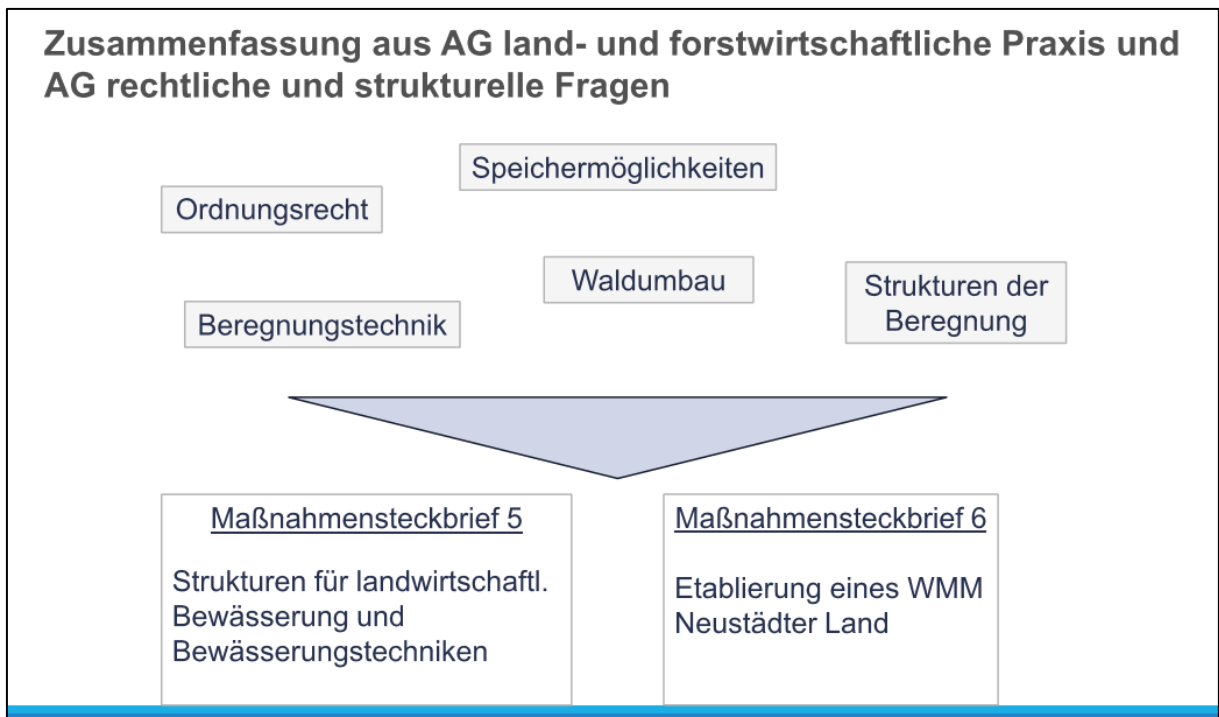 Zusammenfassung aus AG land- und forstwirtschaftliche Praxis und
AG rechtliche und strukturelle Fragen
Speichermöglichkeiten
Ordnungsrecht
Waldumbau
Strukturen der
Beregnung
Beregnungstechnik
Maßnahmensteckbrief 5
Strukturen für landwirtschaftl.
Bewässerung und
Bewässerungstechniken
Maßnahmensteckbrief 6
Etablierung eines WMM
Neustädter Land